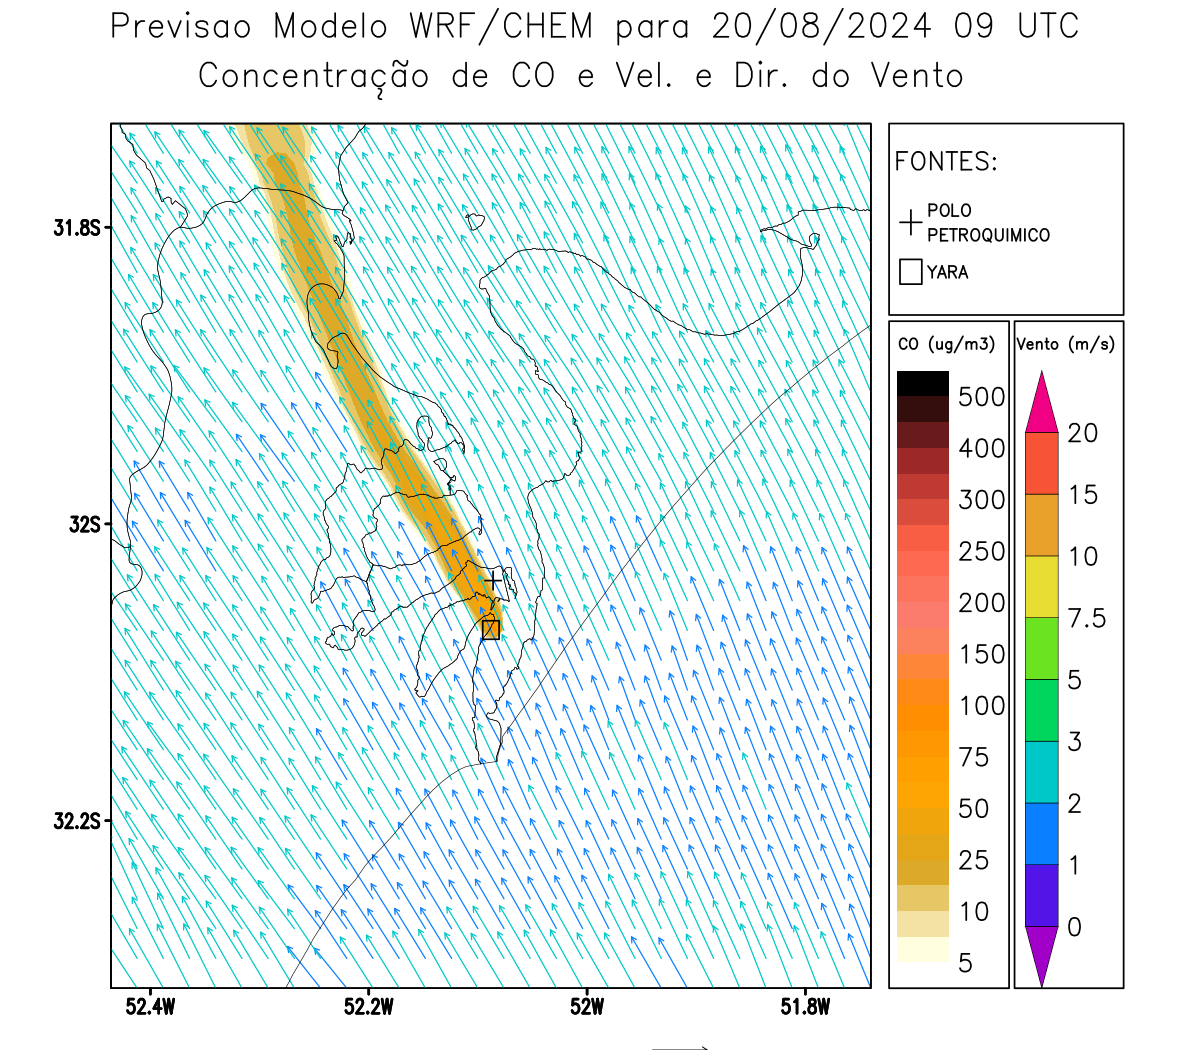 Previsao Modelo WRF/CHEM para 20/08/2024 09 UTC
Concentração de CO e Vel. e Dir. do Vento
FONTES:
POLO
PETROQUIMICO
YARA
CO (ug/m3)
500
400
300
250
200
150
100
75
50
25
10
5
Vento (m/s)
20
15
10
7.5
5
3
2
1
0
31.8S
32S
32.2S
52.4W
52.2W
52W
51.8W